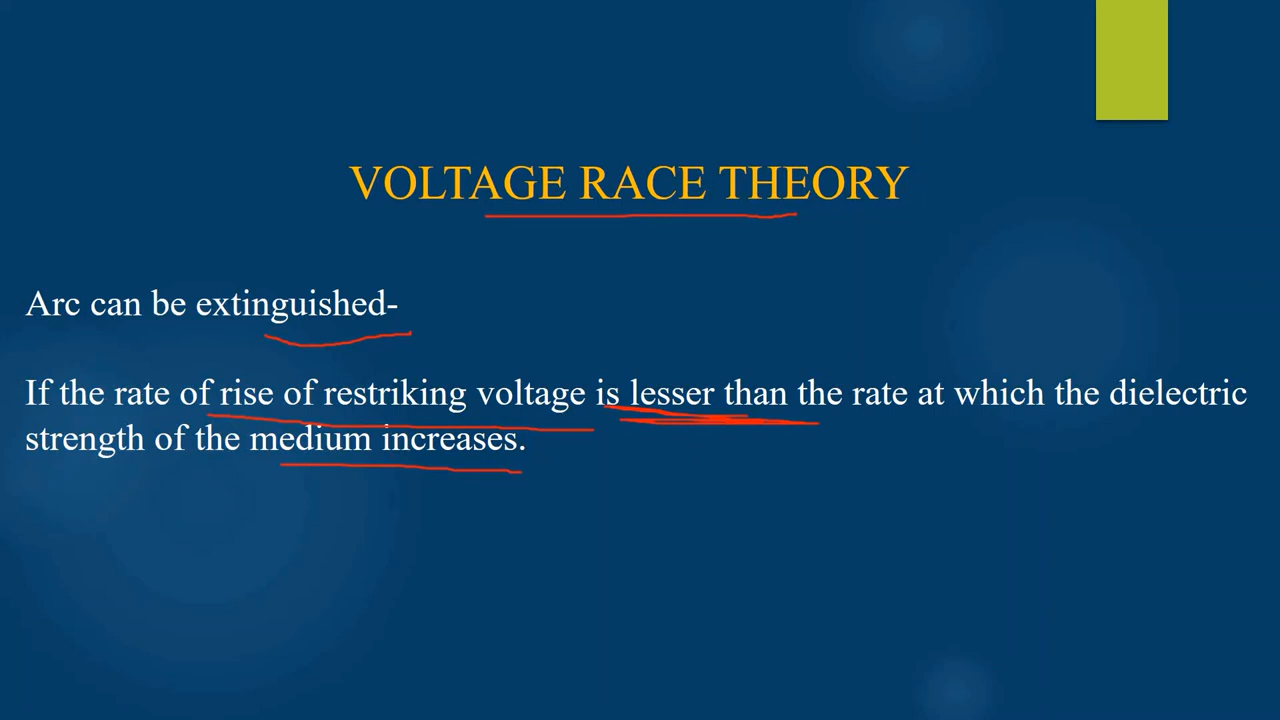 VOLTAGE RACE THEORY
Arc can be extinguished-
If the rate of rise of restriking voltage is lesser than the rate at which the dielectric
strength of the medium increases.